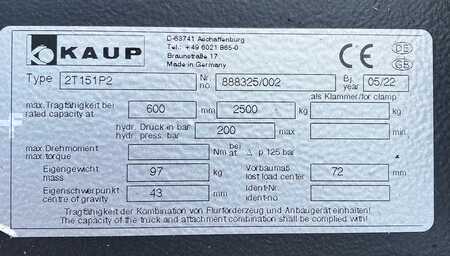 KAUP
D-63741 Aschaffenburg
Tel.: +49 6021 865-0
Braunstraße 17
Made in Germany
CE
DE
GB
Type 2T151P2 Nr. no. 888325/002 Bj. year 05/22
als Klammer/for clamp
max. Tragfähigkeit bei
rated capacity at 600 mm 2500 kg mm kg
hydr. Druck in bar
hydr. press. bar 200 max min.
max. Drehmoment
max torque Nm bei at Δ p 125 bar
Eigengewicht
mass 97 kg Vorbaumaß
lost load center 72 mm
Eigenschwerpunkt
centre of gravity 43 mm Ident-Nr.
ident-no
Tragfähigkeit der Kombination von Flurförderzeug und Anbaugerät einhalten!
The capacity of the truck and attachment combination shall be complied with!